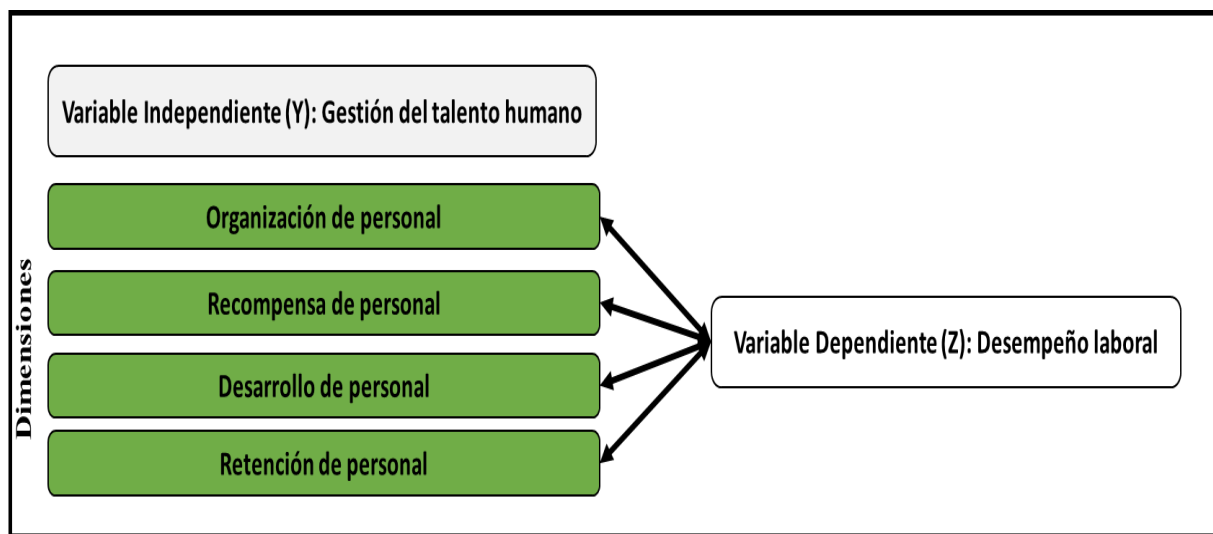 Variable Independiente (Y): Gestión del talento humano
Organización de personal
Recompensa de personal
Desarrollo de personal
Retención de personal
Dimensiones
Variable Dependiente (Z): Desempeño laboral